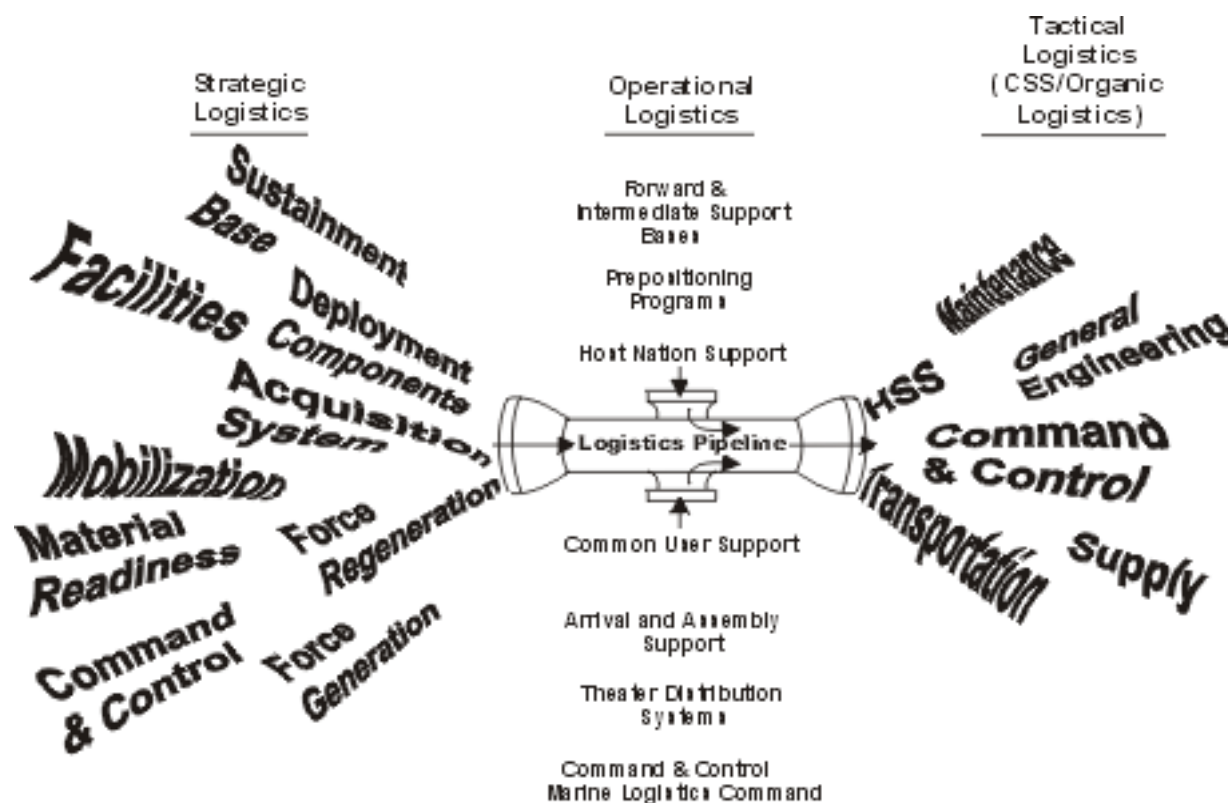 Strategic
Logistics
Sustainment
Base
Facilities
Deployment
Components
Acquisition
System
Mobilization
Material
Readiness
Force
Regeneration
Command
& Control
Force
Generation
Operational
Logistics
Forward &
Intermediate Support
Bases
Prepositioning
Programs
Host Nation Support
Logistics Pipeline
Common User Support
Arrival and Assembly
Support
Theater Distribution
Systems
Command & Control
Marine Logistics Command
Tactical
Logistics
(CSS/Organic
Logistics)
Maintenance
General
Engineering
HSS
Command
& Control
Transportation
Supply